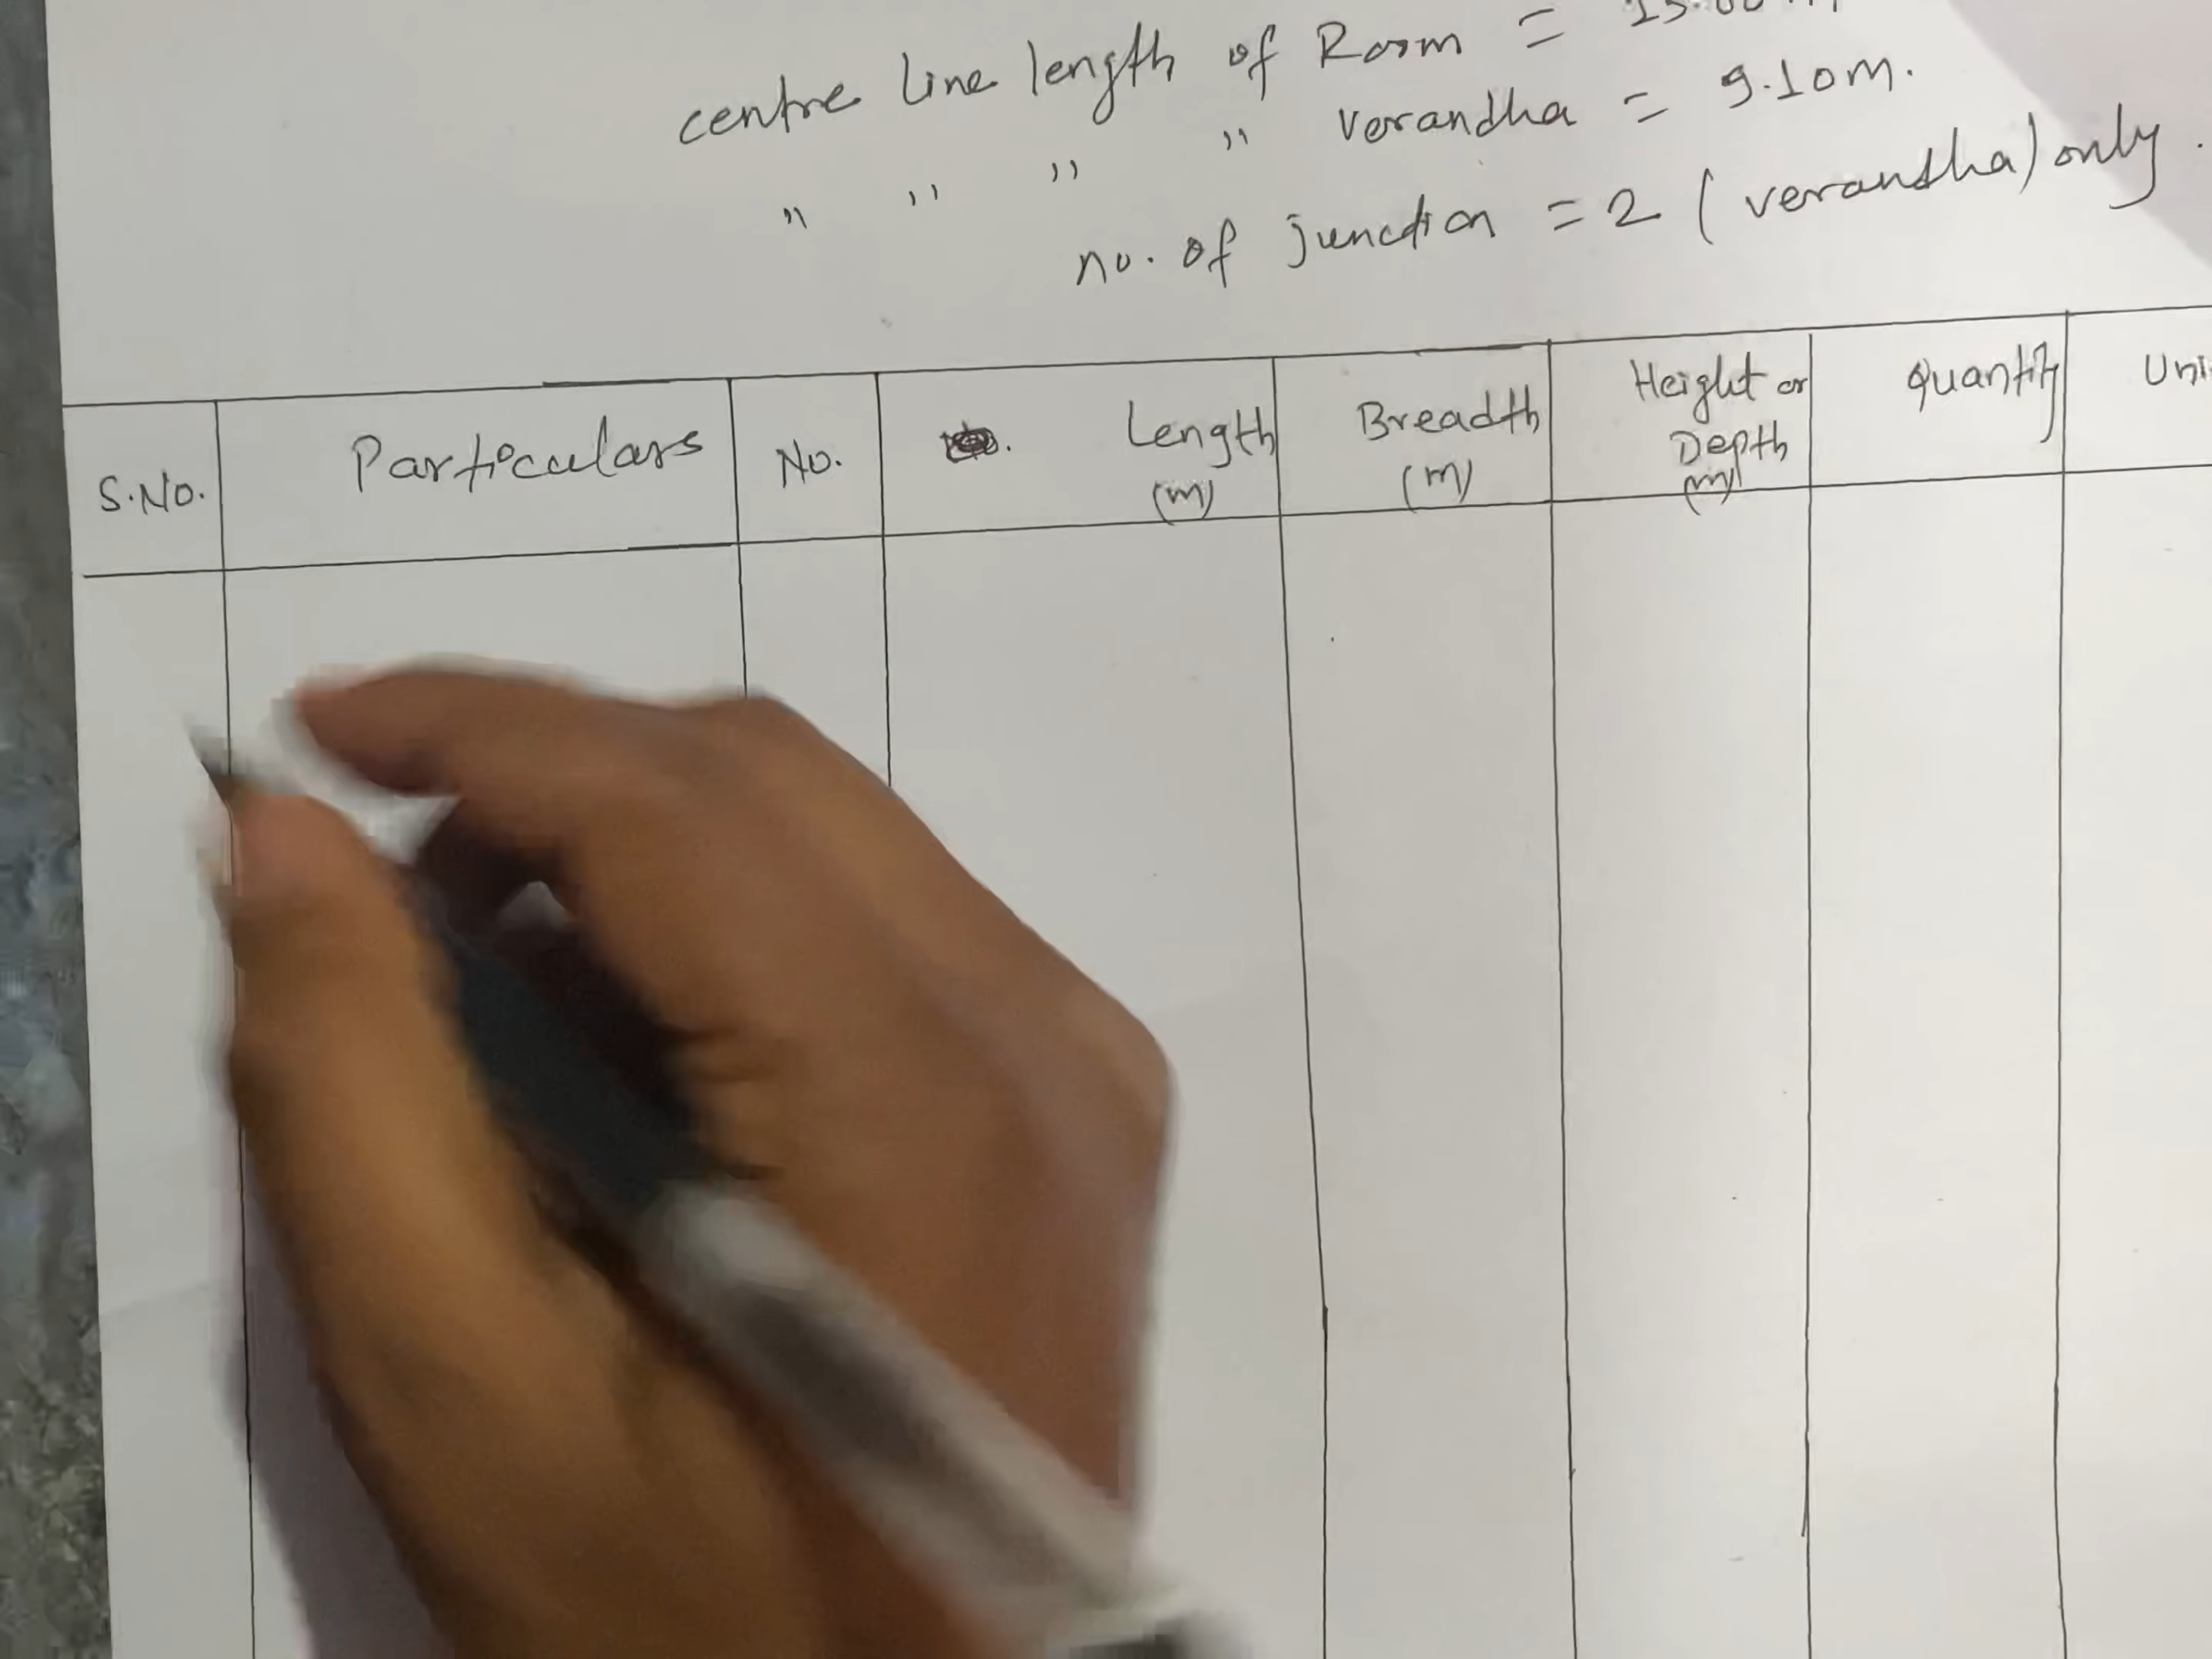 centre line length of Room =
" " " " verandha = 9.10m.
no. of junction = 2 (verandha) only.
S.No. Particulars No. Length (m) Breadth (m) Height or Depth (m) Quantity